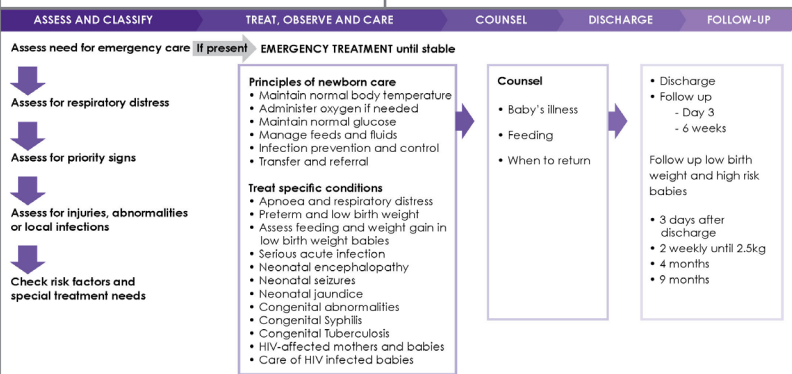 ASSESS AND CLASSIFY
TREAT, OBSERVE AND CARE
COUNSEL
DISCHARGE
FOLLOW-UP
Assess need for emergency care
If present
EMERGENCY TREATMENT until stable
Assess for respiratory distress
Assess for priority signs
Assess for injuries, abnormalities
or local infections
Check risk factors and
special treatment needs
Principles of newborn care
• Maintain normal body temperature
• Administer oxygen if needed
• Maintain normal glucose
• Manage feeds and fluids
• Infection prevention and control
• Transfer and referral
Treat specific conditions
• Apnoea and respiratory distress
• Preterm and low birth weight
• Assess feeding and weight gain in
low birth weight babies
• Serious acute infection
• Neonatal encephalopathy
• Neonatal seizures
• Neonatal jaundice
• Congenital abnormalities
• Congenital Syphilis
• Congenital Tuberculosis
• HIV-affected mothers and babies
• Care of HIV infected babies
Counsel
• Baby's illness
• Feeding
• When to return
• Discharge
• Follow up
- Day 3
- 6 weeks
Follow up low birth
weight and high risk
babies
• 3 days after
discharge
• 2 weekly until 2.5kg
• 4 months
• 9 months